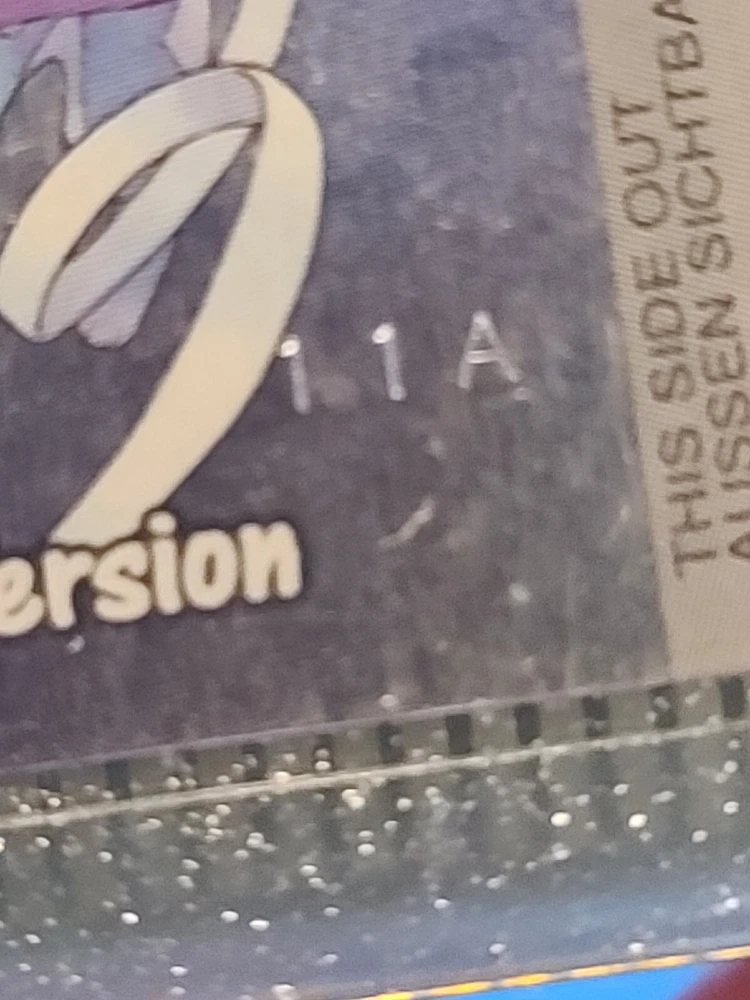 11A
ersion
THIS SIDE OUT
AUSSEN SICHTBA